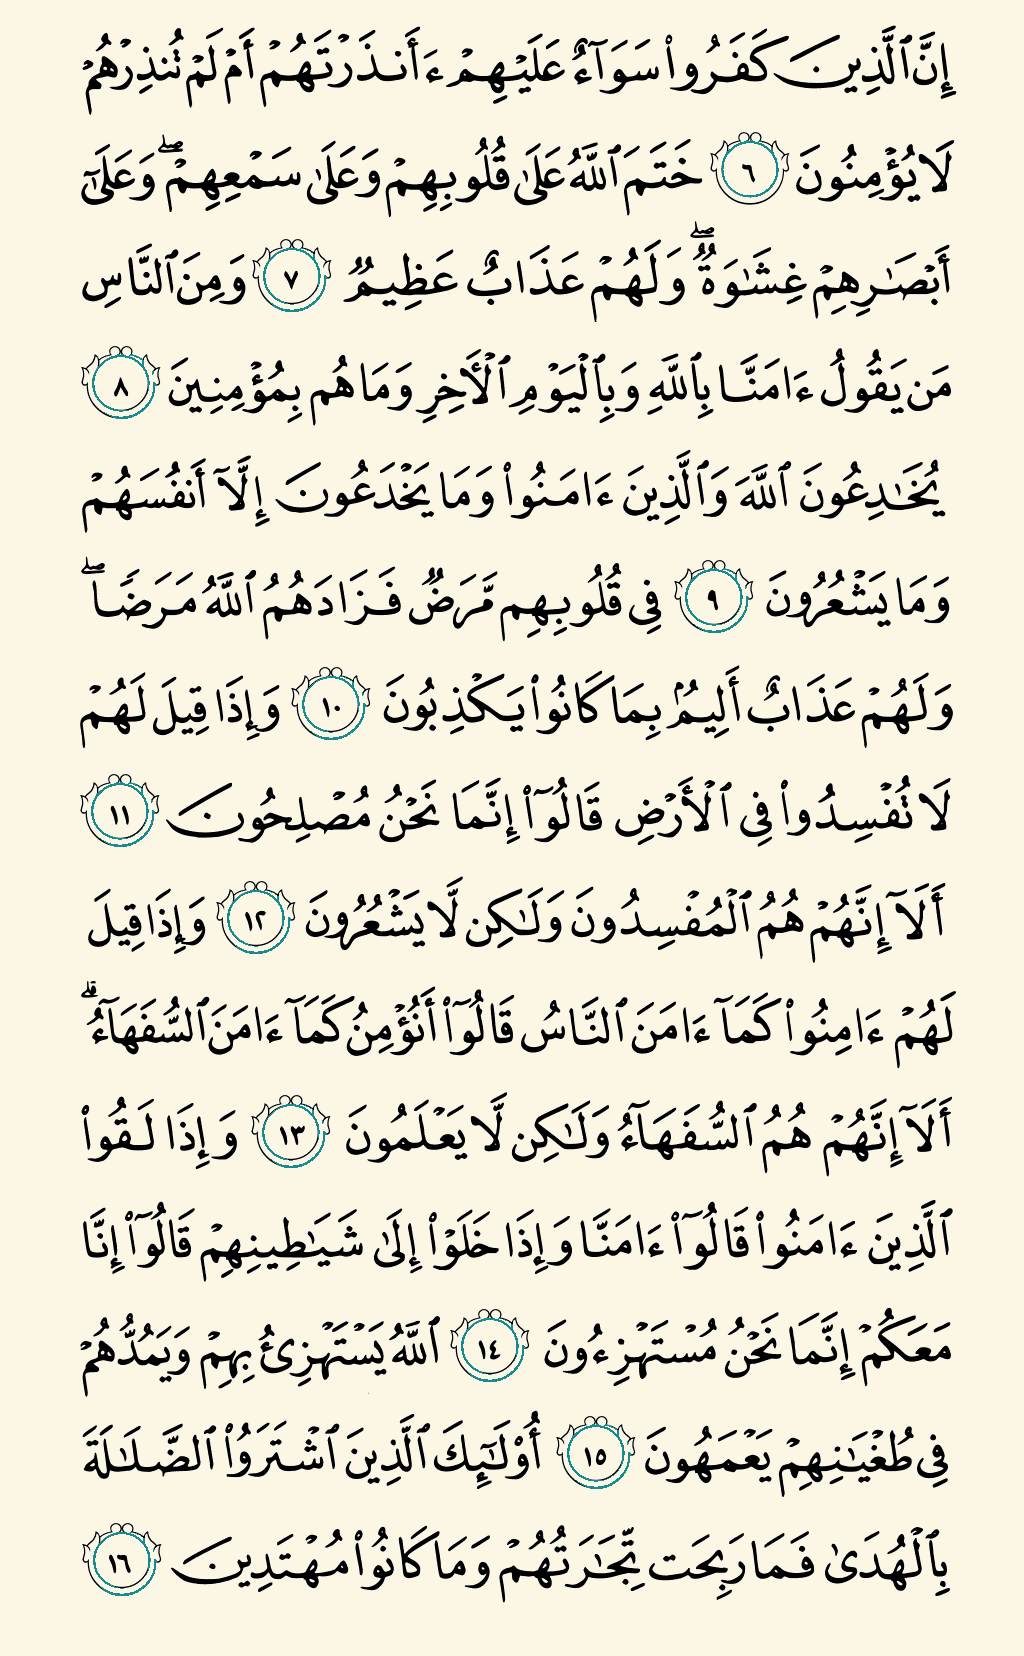 إِنَّ ٱلَّذِينَ كَفَرُوا۟ سَوَآءٌ عَلَيْهِمْ ءَأَنذَرْتَهُمْ أَمْ لَمْ تُنذِرْهُمْ
لَا يُؤْمِنُونَ ٦ خَتَمَ ٱللَّهُ عَلَىٰ قُلُوبِهِمْ وَعَلَىٰ سَمْعِهِمْ ۖ وَعَلَىٰٓ
أَبْصَـٰرِهِمْ غِشَـٰوَةٌ ۖ وَلَهُمْ عَذَابٌ عَظِيمٌ ٧ وَمِنَ ٱلنَّاسِ
مَن يَقُولُ ءَامَنَّا بِٱللَّهِ وَبِٱلْيَوْمِ ٱلْـَٔاخِرِ وَمَا هُم بِمُؤْمِنِينَ ٨
يُخَـٰدِعُونَ ٱللَّهَ وَٱلَّذِينَ ءَامَنُوا۟ وَمَا يَخْدَعُونَ إِلَّآ أَنفُسَهُمْ
وَمَا يَشْعُرُونَ ٩ فِى قُلُوبِهِم مَّرَضٌ فَزَادَهُمُ ٱللَّهُ مَرَضًا ۖ
وَلَهُمْ عَذَابٌ أَلِيمٌۢ بِمَا كَانُوا۟ يَكْذِبُونَ ١٠ وَإِذَا قِيلَ لَهُمْ
لَا تُفْسِدُوا۟ فِى ٱلْأَرْضِ قَالُوٓا۟ إِنَّمَا نَحْنُ مُصْلِحُونَ ١١
أَلَآ إِنَّهُمْ هُمُ ٱلْمُفْسِدُونَ وَلَـٰكِن لَّا يَشْعُرُونَ ١٢ وَإِذَا قِيلَ
لَهُمْ ءَامِنُوا۟ كَمَآ ءَامَنَ ٱلنَّاسُ قَالُوٓا۟ أَنُؤْمِنُ كَمَآ ءَامَنَ ٱلسُّفَهَآءُ ۗ
أَلَآ إِنَّهُمْ هُمُ ٱلسُّفَهَآءُ وَلَـٰكِن لَّا يَعْلَمُونَ ١٣ وَإِذَا لَقُوا۟
ٱلَّذِينَ ءَامَنُوا۟ قَالُوٓا۟ ءَامَنَّا وَإِذَا خَلَوْا۟ إِلَىٰ شَيَـٰطِينِهِمْ قَالُوٓا۟ إِنَّا
مَعَكُمْ إِنَّمَا نَحْنُ مُسْتَهْزِءُونَ ١٤ ٱللَّهُ يَسْتَهْزِئُ بِهِمْ وَيَمُدُّهُمْ
فِى طُغْيَـٰنِهِمْ يَعْمَهُونَ ١٥ أُو۟لَـٰٓئِكَ ٱلَّذِينَ ٱشْتَرَوُا۟ ٱلضَّلَـٰلَةَ
بِٱلْهُدَىٰ فَمَا رَبِحَت تِّجَـٰرَتُهُمْ وَمَا كَانُوا۟ مُهْتَدِينَ ١٦